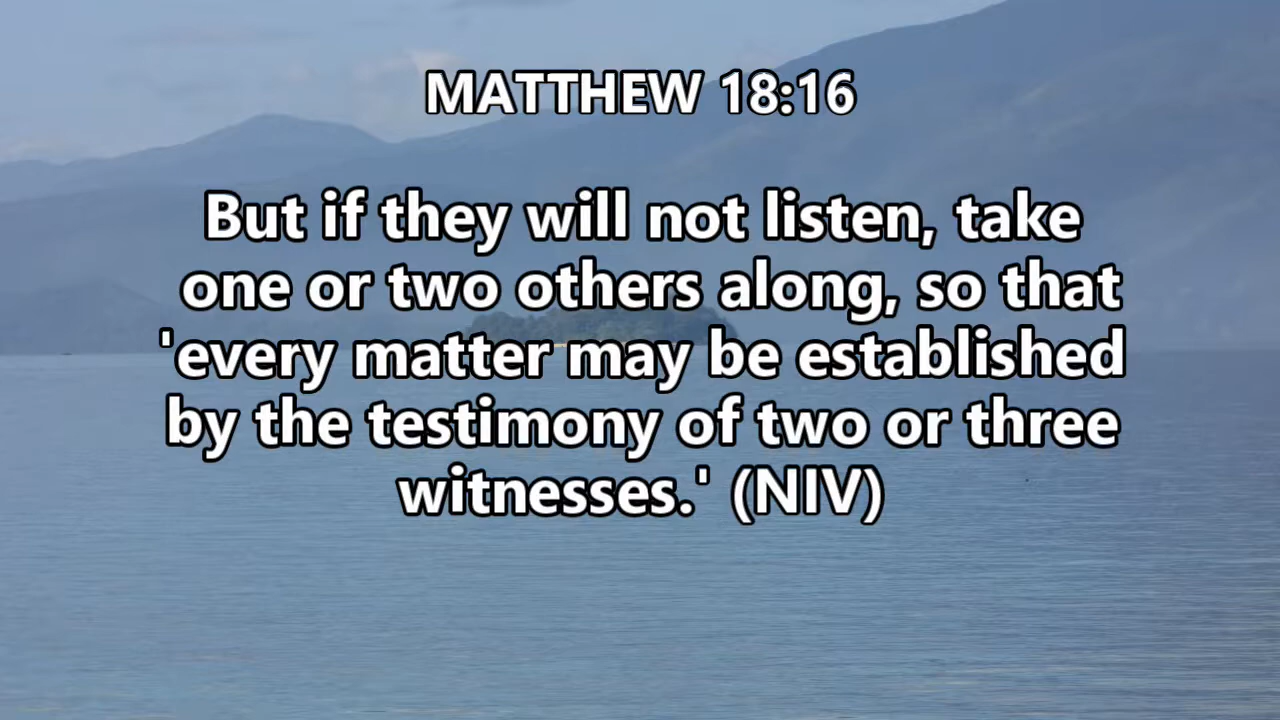 MATTHEW 18:16
But if they will not listen, take
one or two others along, so that
'every matter may be established
by the testimony of two or three
witnesses.' (NIV)